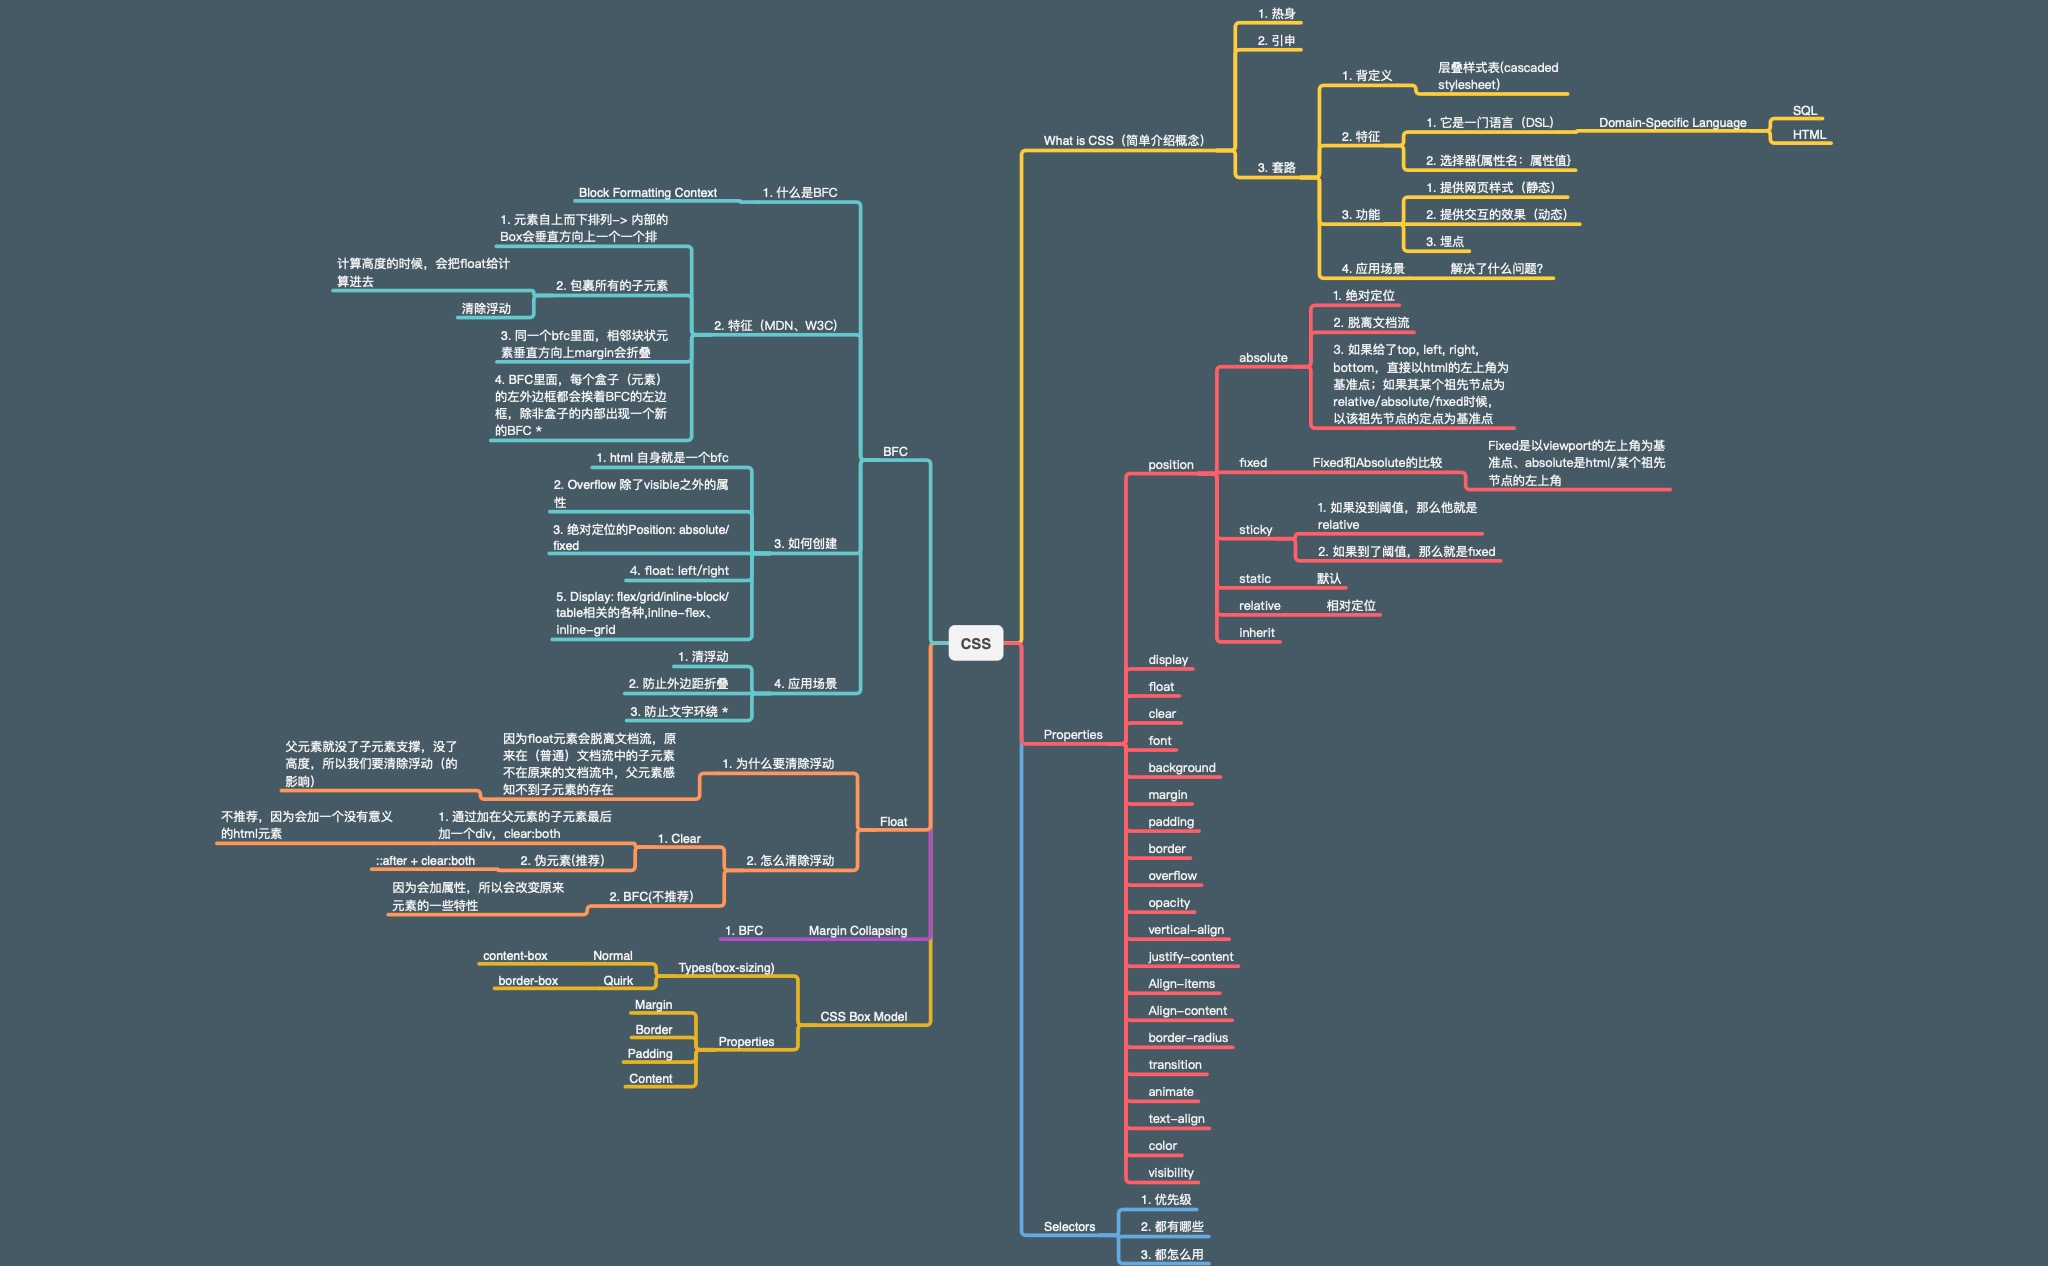 CSS
What is CSS（简单介绍概念）
1. 热身
2. 引申
3. 套路
1. 背定义
层叠样式表(cascaded
stylesheet)
2. 特征
1. 它是一门语言（DSL）
Domain-Specific Language
SQL
HTML
2. 选择器{属性名：属性值}
3. 功能
1. 提供网页样式（静态）
2. 提供交互的效果（动态）
3. 埋点
4. 应用场景
解决了什么问题？
Properties
position
absolute
1. 绝对定位
2. 脱离文档流
3. 如果给了top, left, right,
bottom，直接以html的左上角为
基准点；如果其某个祖先节点为
relative/absolute/fixed时候，
以该祖先节点的定点为基准点
fixed
Fixed和Absolute的比较
Fixed是以viewport的左上角为基
准点、absolute是html/某个祖先
节点的左上角
sticky
1. 如果没到阈值，那么他就是
relative
2. 如果到了阈值，那么就是fixed
static
默认
relative
相对定位
inherit
display
float
clear
font
background
margin
padding
border
overflow
opacity
vertical-align
justify-content
Align-items
Align-content
border-radius
transition
animate
text-align
color
visibility
Selectors
1. 优先级
2. 都有哪些
3. 都怎么用
BFC
1. 什么是BFC
Block Formatting Context
2. 特征（MDN、W3C）
1. 元素自上而下排列-> 内部的
Box会垂直方向上一个一个排
2. 包裹所有的子元素
计算高度的时候，会把float给计
算进去
清除浮动
3. 同一个bfc里面，相邻块状元
素垂直方向上margin会折叠
4. BFC里面，每个盒子（元素）
的左外边框都会挨着BFC的左边
框，除非盒子的内部出现一个新
的BFC *
3. 如何创建
1. html 自身就是一个bfc
2. Overflow 除了visible之外的属
性
3. 绝对定位的Position: absolute/
fixed
4. float: left/right
5. Display: flex/grid/inline-block/
table相关的各种,inline-flex、
inline-grid
4. 应用场景
1. 清浮动
2. 防止外边距折叠
3. 防止文字环绕 *
Float
1. 为什么要清除浮动
因为float元素会脱离文档流，原
来在（普通）文档流中的子元素
不在原来的文档流中，父元素感
知不到子元素的存在
父元素就没了子元素支撑，没了
高度，所以我们要清除浮动（的
影响）
2. 怎么清除浮动
1. Clear
1. 通过加在父元素的子元素最后
加一个div，clear:both
不推荐，因为会加一个没有意义
的html元素
2. 伪元素(推荐）
::after + clear:both
2. BFC(不推荐）
因为会加属性，所以会改变原来
元素的一些特性
Margin Collapsing
1. BFC
CSS Box Model
Types(box-sizing)
Normal
content-box
Quirk
border-box
Properties
Margin
Border
Padding
Content